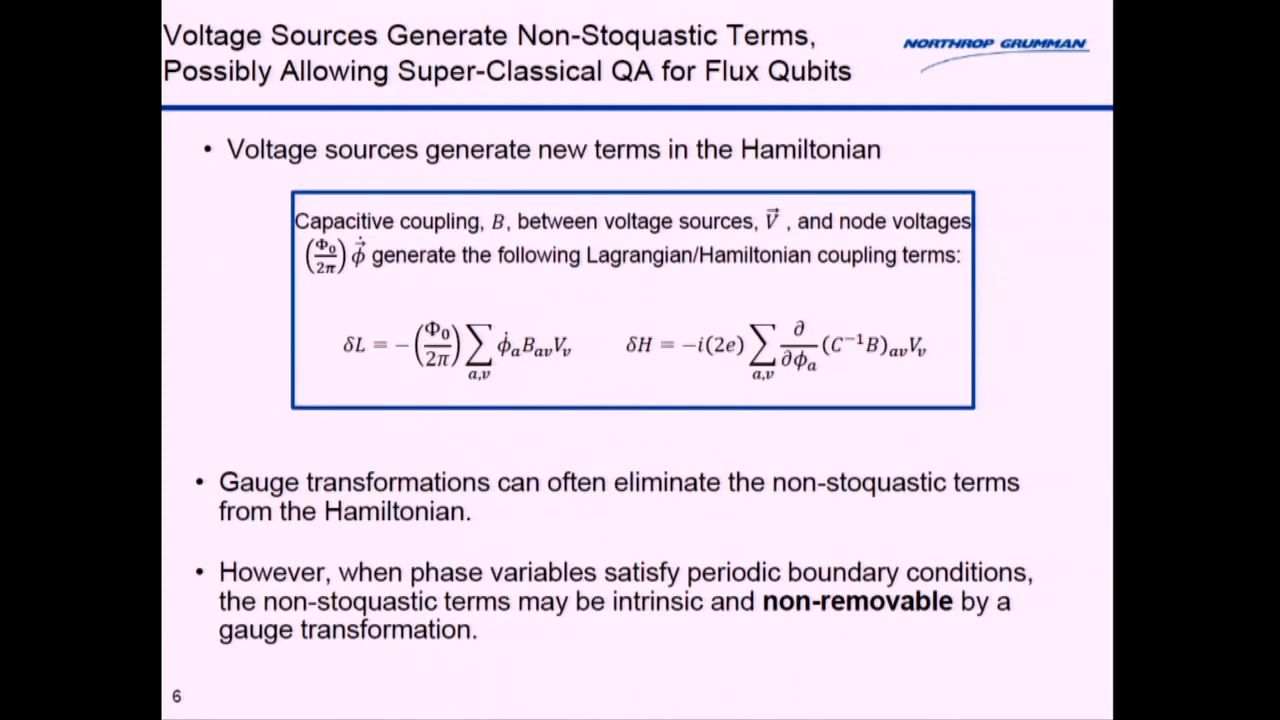 Voltage Sources Generate Non-Stoquastic Terms,
Possibly Allowing Super-Classical QA for Flux Qubits
NORTHROP GRUMMAN
• Voltage sources generate new terms in the Hamiltonian
Capacitive coupling, B, between voltage sources, V⃗ , and node voltages
(Φ₀/2π) ϕ⃗̇ generate the following Lagrangian/Hamiltonian coupling terms:
δL = −(Φ₀/2π) ∑_{a,v} ϕ̇ₐB_{av}V_v δH = −i(2e) ∑_{a,v} ∂/∂ϕₐ (C⁻¹B)_{av}V_v
• Gauge transformations can often eliminate the non-stoquastic terms
from the Hamiltonian.
• However, when phase variables satisfy periodic boundary conditions,
the non-stoquastic terms may be intrinsic and non-removable by a
gauge transformation.
6